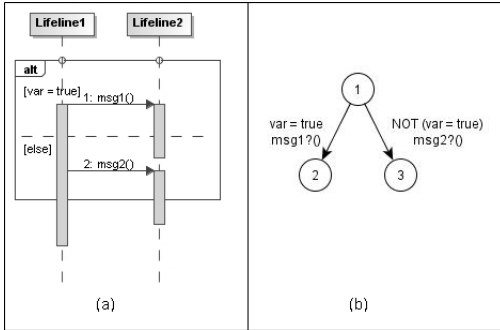 Lifeline1 Lifeline2
alt
[var = true]
1: msg1()
[else]
2: msg2()
(a)
1
var = true NOT (var = true)
msg1?() msg2?()
2 3
(b)